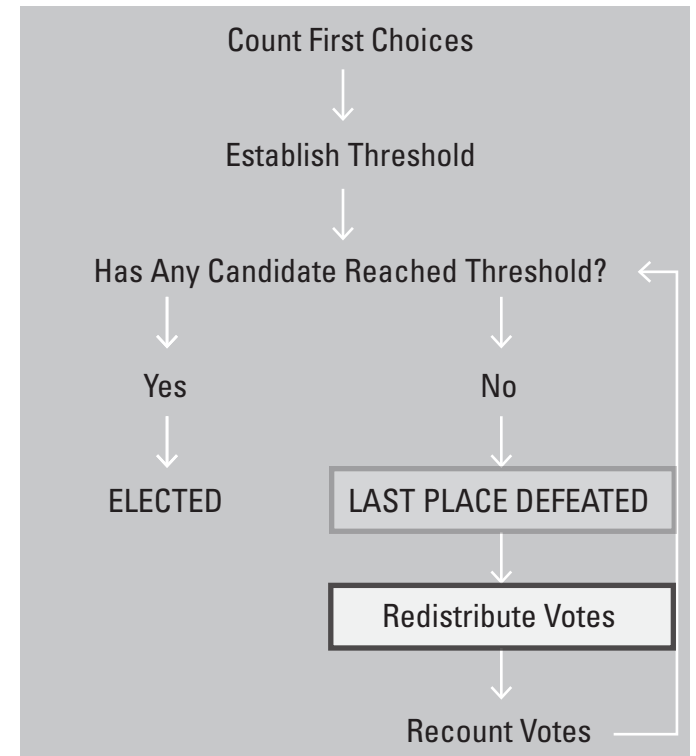 Count First Choices
Establish Threshold
Has Any Candidate Reached Threshold?
Yes
No
ELECTED
LAST PLACE DEFEATED
Redistribute Votes
Recount Votes